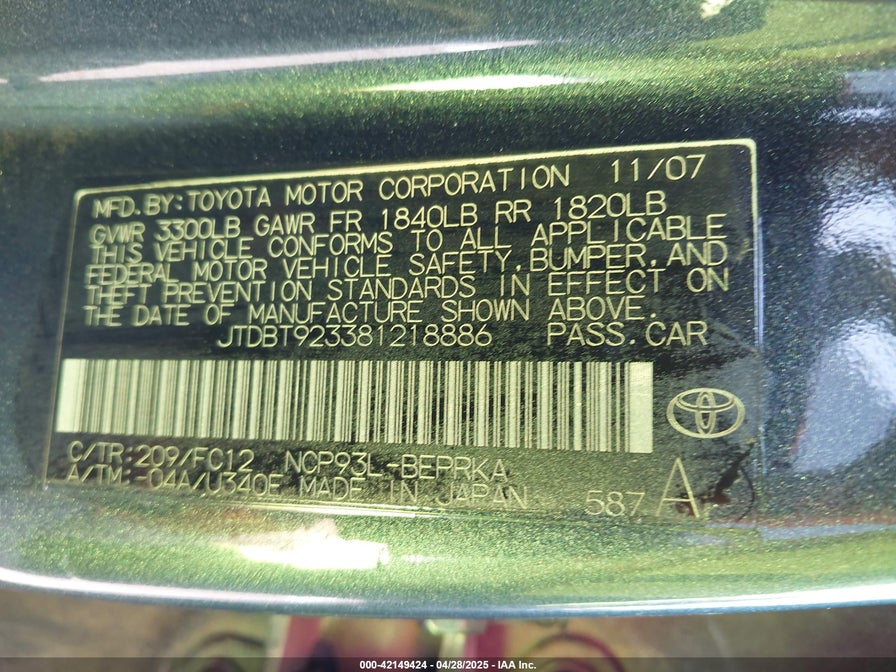 MFD.BY:TOYOTA MOTOR CORPORATION 11/07
GVWR 3300LB GAWR FR 1840LB RR 1820LB
THIS VEHICLE CONFORMS TO ALL APPLICABLE
FEDERAL MOTOR VEHICLE SAFETY,BUMPER,AND
THEFT PREVENTION STANDARDS IN EFFECT ON
THE DATE OF MANUFACTURE SHOWN ABOVE.
JTDBT923381218886 PASS.CAR
C/TR:209/FC12 NCP93L-BEPRKA
A/TM:-04A/U340E MADE IN JAPAN 587 A
000-42149424 - 04/28/2025 - IAA Inc.